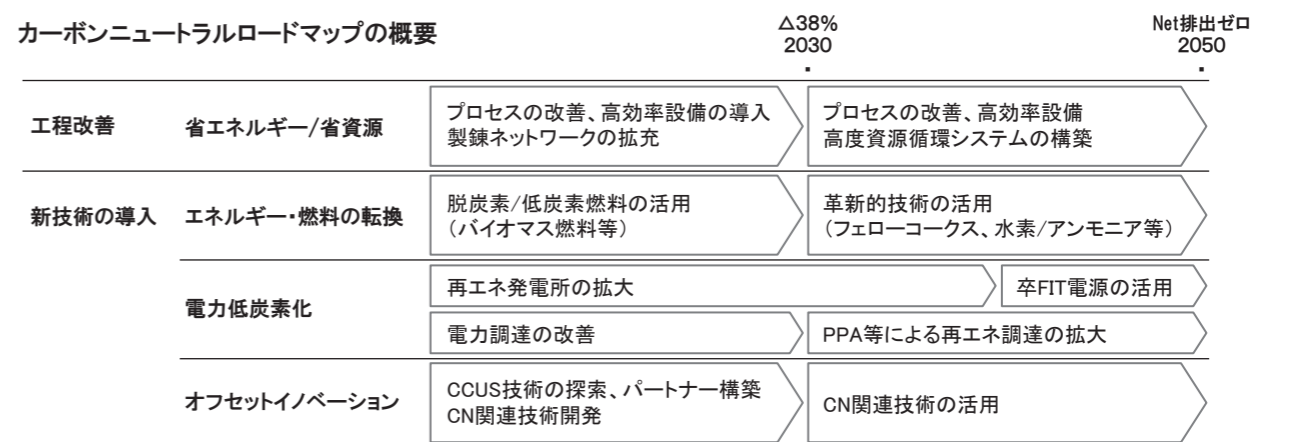 カーボンニュートラルロードマップの概要
△38%
2030
Net排出ゼロ
2050
工程改善
省エネルギー/省資源
プロセスの改善、高効率設備の導入
製錬ネットワークの拡充
プロセスの改善、高効率設備
高度資源循環システムの構築
新技術の導入
エネルギー・燃料の転換
脱炭素/低炭素燃料の活用
（バイオマス燃料等）
革新的技術の活用
（フェローコークス、水素/アンモニア等）
電力低炭素化
再エネ発電所の拡大
卒FIT電源の活用
電力調達の改善
PPA等による再エネ調達の拡大
オフセットイノベーション
CCUS技術の探索、パートナー構築
CN関連技術開発
CN関連技術の活用